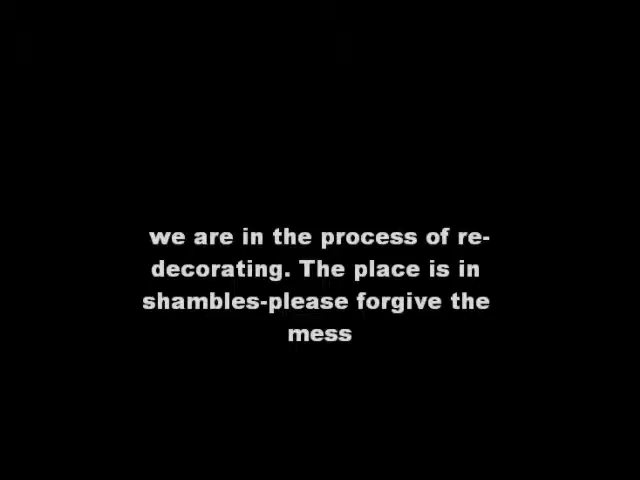 we are in the process of re-
decorating. The place is in
shambles-please forgive the
mess